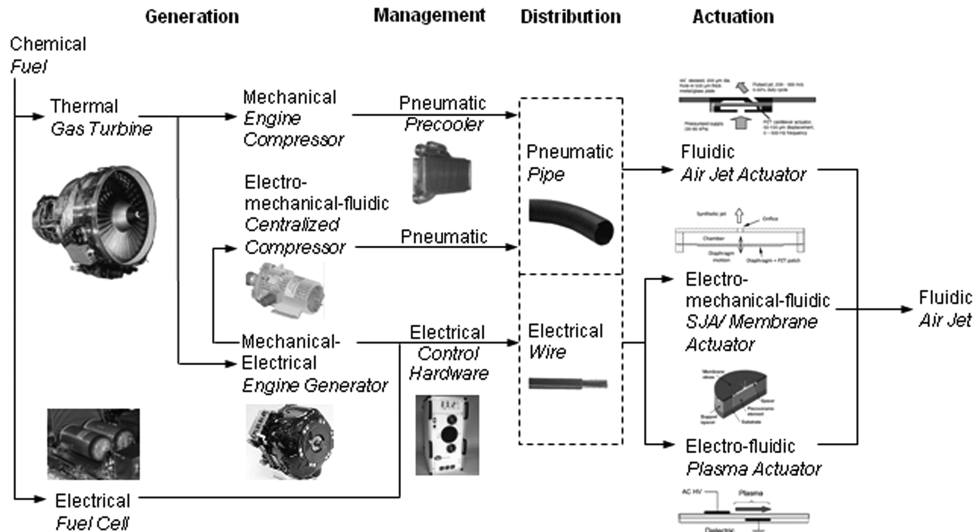 Generation
Management
Distribution
Actuation
Chemical
Fuel
Thermal
Gas Turbine
Mechanical
Engine
Compressor
Pneumatic
Precooler
Pneumatic
Pipe
Fluidic
Air Jet Actuator
Electro-
mechanical-fluidic
Centralized
Compressor
Pneumatic
Synthetic jet
Orifice
Chamber
Diaphragm
motion
Diaphragm + PZT patch
Electro-
mechanical-fluidic
SJA/ Membrane
Actuator
Fluidic
Air Jet
Mechanical-
Electrical
Engine Generator
Electrical
Control
Hardware
Electrical
Wire
Substrate
Electro-fluidic
Plasma Actuator
Electrical
Fuel Cell
AC HV
Plasma
Dielectric